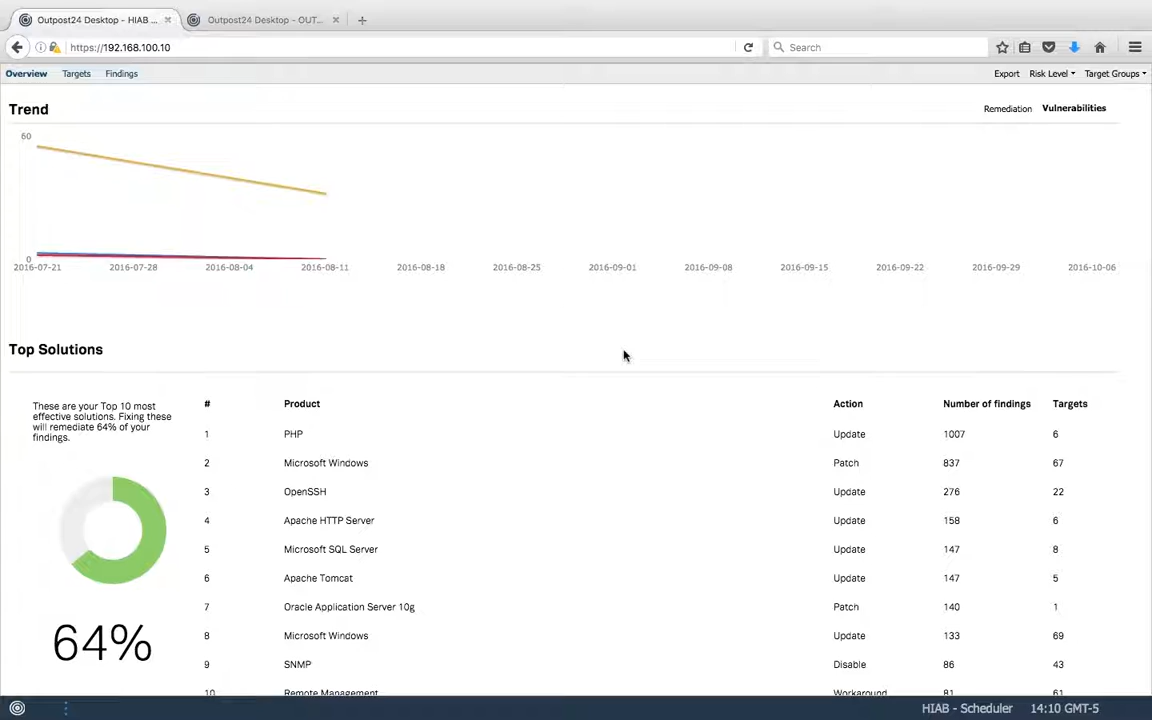 Outpost24 Desktop - HIAB ...
Outpost24 Desktop - OUT...
https://192.168.100.10
Search
Overview Targets Findings
Export Risk Level Target Groups
Trend
Remediation Vulnerabilities
60
0
2016-07-21 2016-07-28 2016-08-04 2016-08-11 2016-08-18 2016-08-25 2016-09-01 2016-09-08 2016-09-15 2016-09-22 2016-09-29 2016-10-06
Top Solutions
These are your Top 10 most
effective solutions. Fixing these
will remediate 64% of your
findings.
64%
# Product Action Number of findings Targets
1 PHP Update 1007 6
2 Microsoft Windows Patch 837 67
3 OpenSSH Update 276 22
4 Apache HTTP Server Update 158 6
5 Microsoft SQL Server Update 147 8
6 Apache Tomcat Update 147 5
7 Oracle Application Server 10g Patch 140 1
8 Microsoft Windows Update 133 69
9 SNMP Disable 86 43
10 Remote Management Workaround 81 61
HIAB - Scheduler 14:10 GMT-5